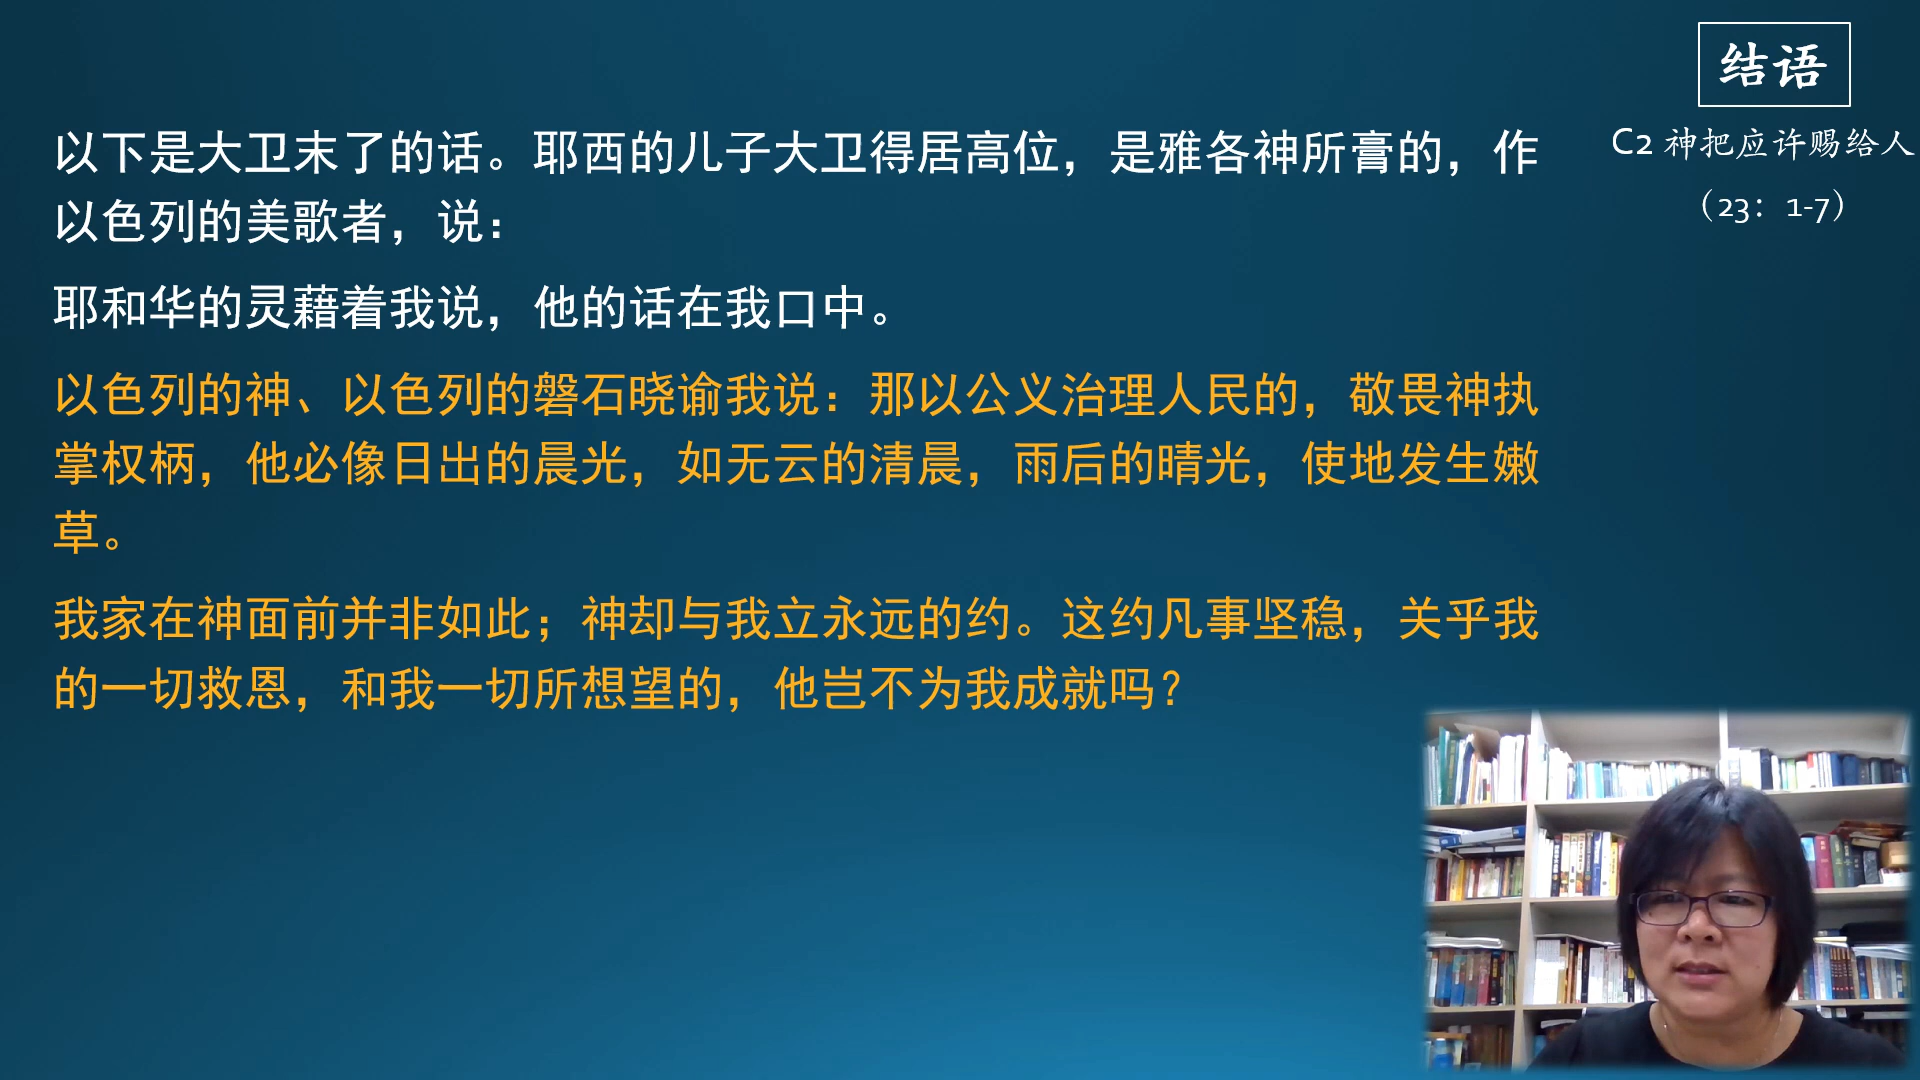 结语
C2 神把应许赐给人
（23：1-7）
以下是大卫末了的话。耶西的儿子大卫得居高位，是雅各神所膏的，作
以色列的美歌者，说：
耶和华的灵藉着我说，他的话在我口中。
以色列的神、以色列的磐石晓谕我说：那以公义治理人民的，敬畏神执
掌权柄，他必像日出的晨光，如无云的清晨，雨后的晴光，使地发生嫩
草。
我家在神面前并非如此；神却与我立永远的约。这约凡事坚稳，关乎我
的一切救恩，和我一切所想望的，他岂不为我成就吗？